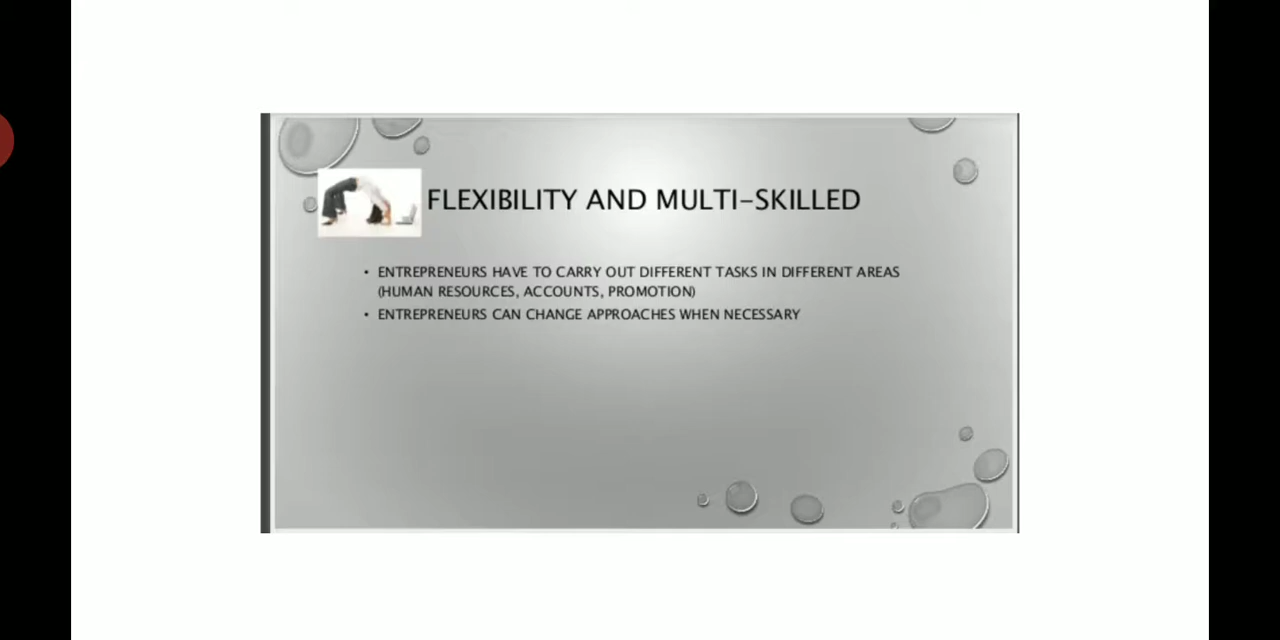 FLEXIBILITY AND MULTI-SKILLED
• ENTREPRENEURS HAVE TO CARRY OUT DIFFERENT TASKS IN DIFFERENT AREAS
(HUMAN RESOURCES, ACCOUNTS, PROMOTION)
• ENTREPRENEURS CAN CHANGE APPROACHES WHEN NECESSARY